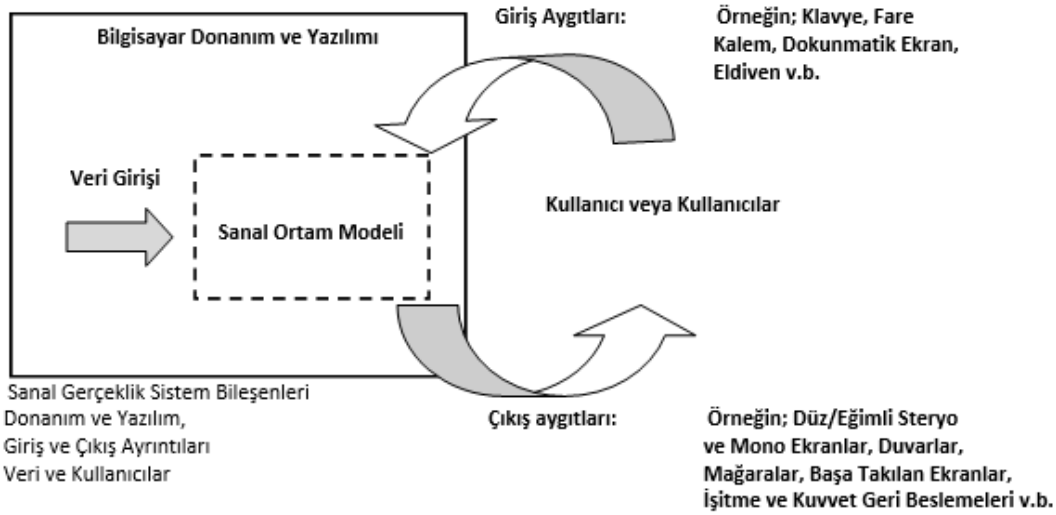 Bilgisayar Donanım ve Yazılımı
Giriş Aygıtları:
Örneğin; Klavye, Fare
Kalem, Dokunmatik Ekran,
Eldiven v.b.
Veri Girişi
Sanal Ortam Modeli
Kullanıcı veya Kullanıcılar
Sanal Gerçeklik Sistem Bileşenleri
Donanım ve Yazılım,
Giriş ve Çıkış Ayrıntıları
Veri ve Kullanıcılar
Çıkış aygıtları:
Örneğin; Düz/Eğimli Steryo
ve Mono Ekranlar, Duvarlar,
Mağaralar, Başa Takılan Ekranlar,
İşitme ve Kuvvet Geri Beslemeleri v.b.